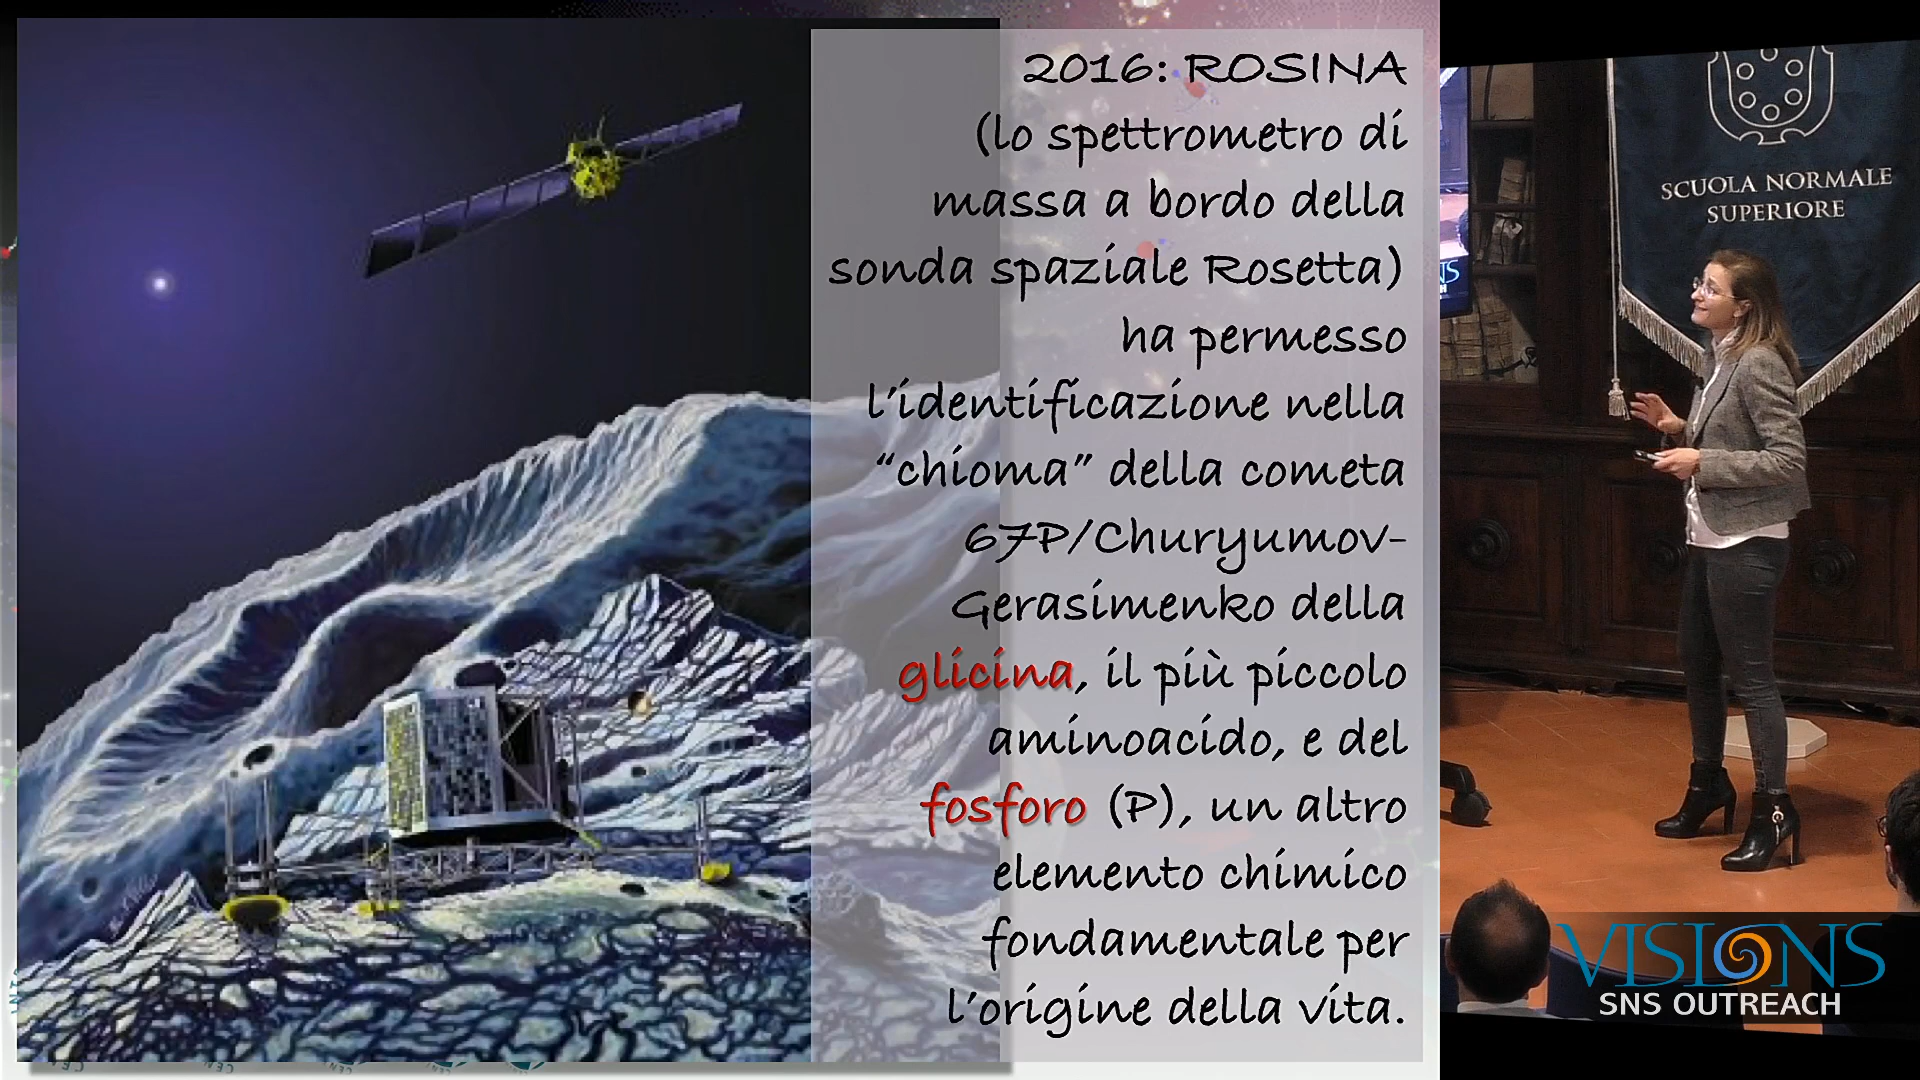 2016: ROSINA
(lo spettrometro di
massa a bordo della
sonda spaziale Rosetta)
ha permesso
l'identificazione nella
“chioma” della cometa
67P/Churyumov-
Gerasimenko della
glicina, il più piccolo
aminoacido, e del
fosforo (P), un altro
elemento chimico
fondamentale per
l'origine della vita.
SCUOLA NORMALE
SUPERIORE
VISIONS
SNS OUTREACH